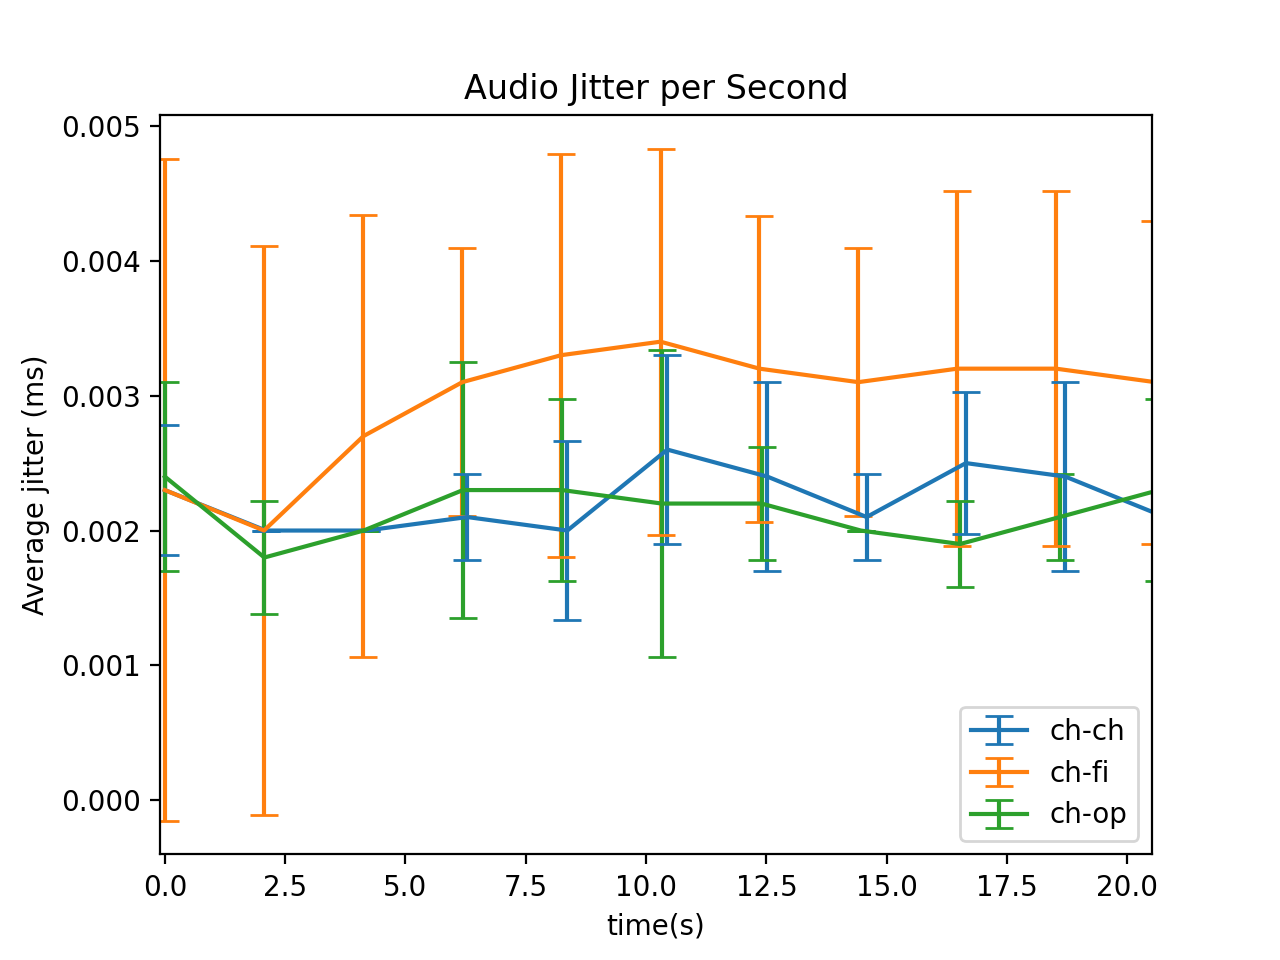 Audio Jitter per Second
Average jitter (ms)
0.005
0.004
0.003
0.002
0.001
0.000
0.0 2.5 5.0 7.5 10.0 12.5 15.0 17.5 20.0
time(s)
ch-ch
ch-fi
ch-op